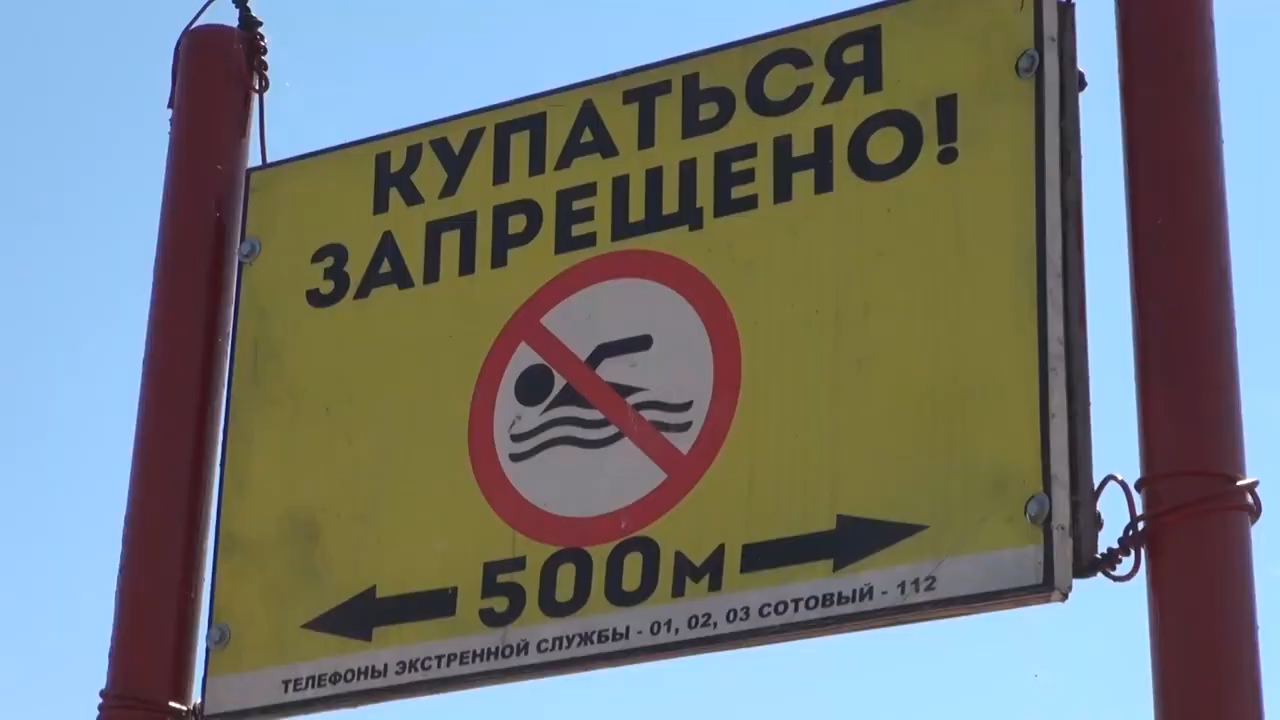 КУПАТЬСЯ
ЗАПРЕЩЕНО!
500м
ТЕЛЕФОНЫ ЭКСТРЕННОЙ СЛУЖБЫ - 01, 02, 03 СОТОВЫЙ - 112